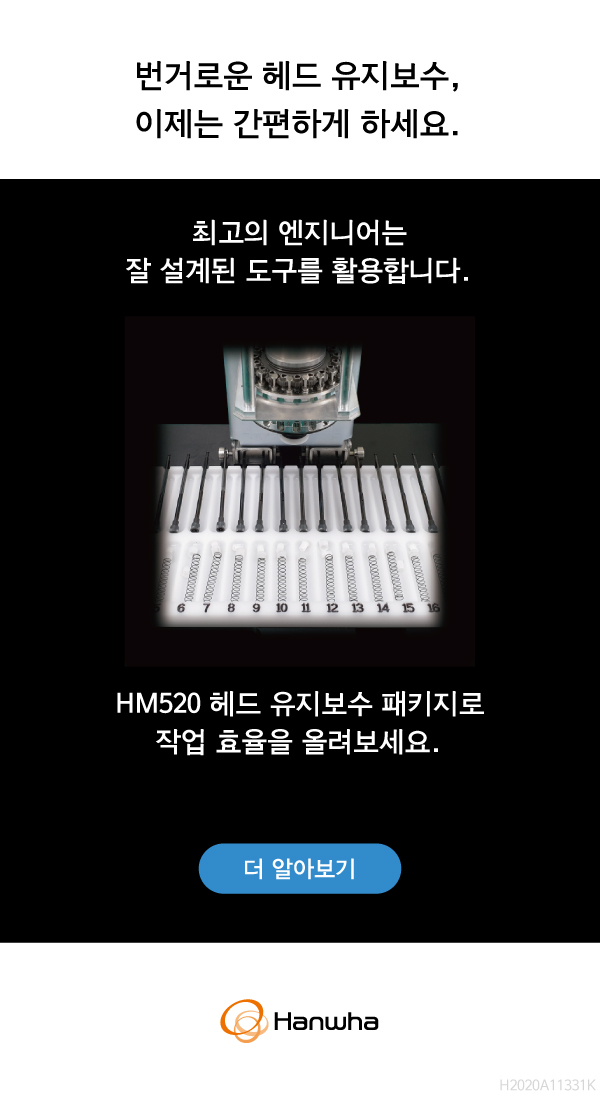 번거로운 헤드 유지보수,
이제는 간편하게 하세요.
최고의 엔지니어는
잘 설계된 도구를 활용합니다.
5 6 7 8 9 10 11 12 13 14 15 16
HM520 헤드 유지보수 패키지로
작업 효율을 올려보세요.
더 알아보기
Hanwha
H2020A11331K